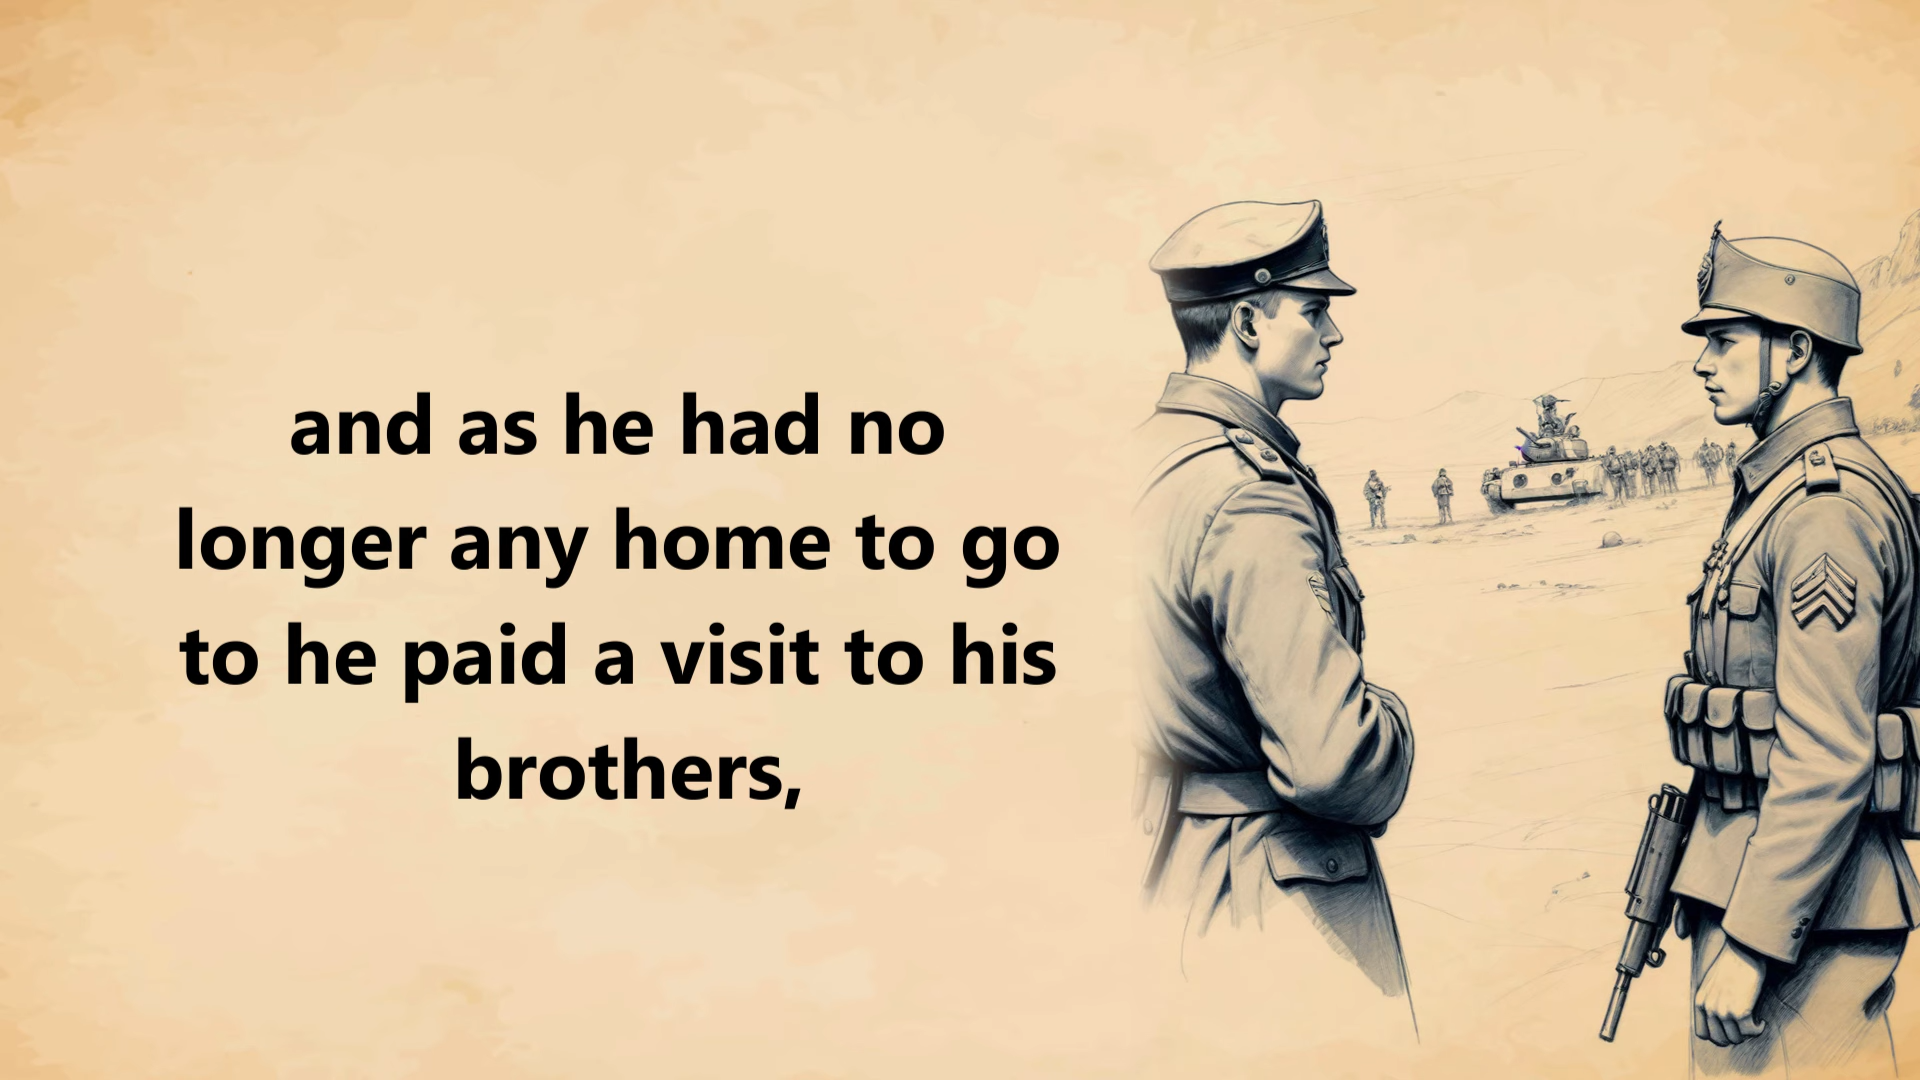 and as he had no
longer any home to go
to he paid a visit to his
brothers,